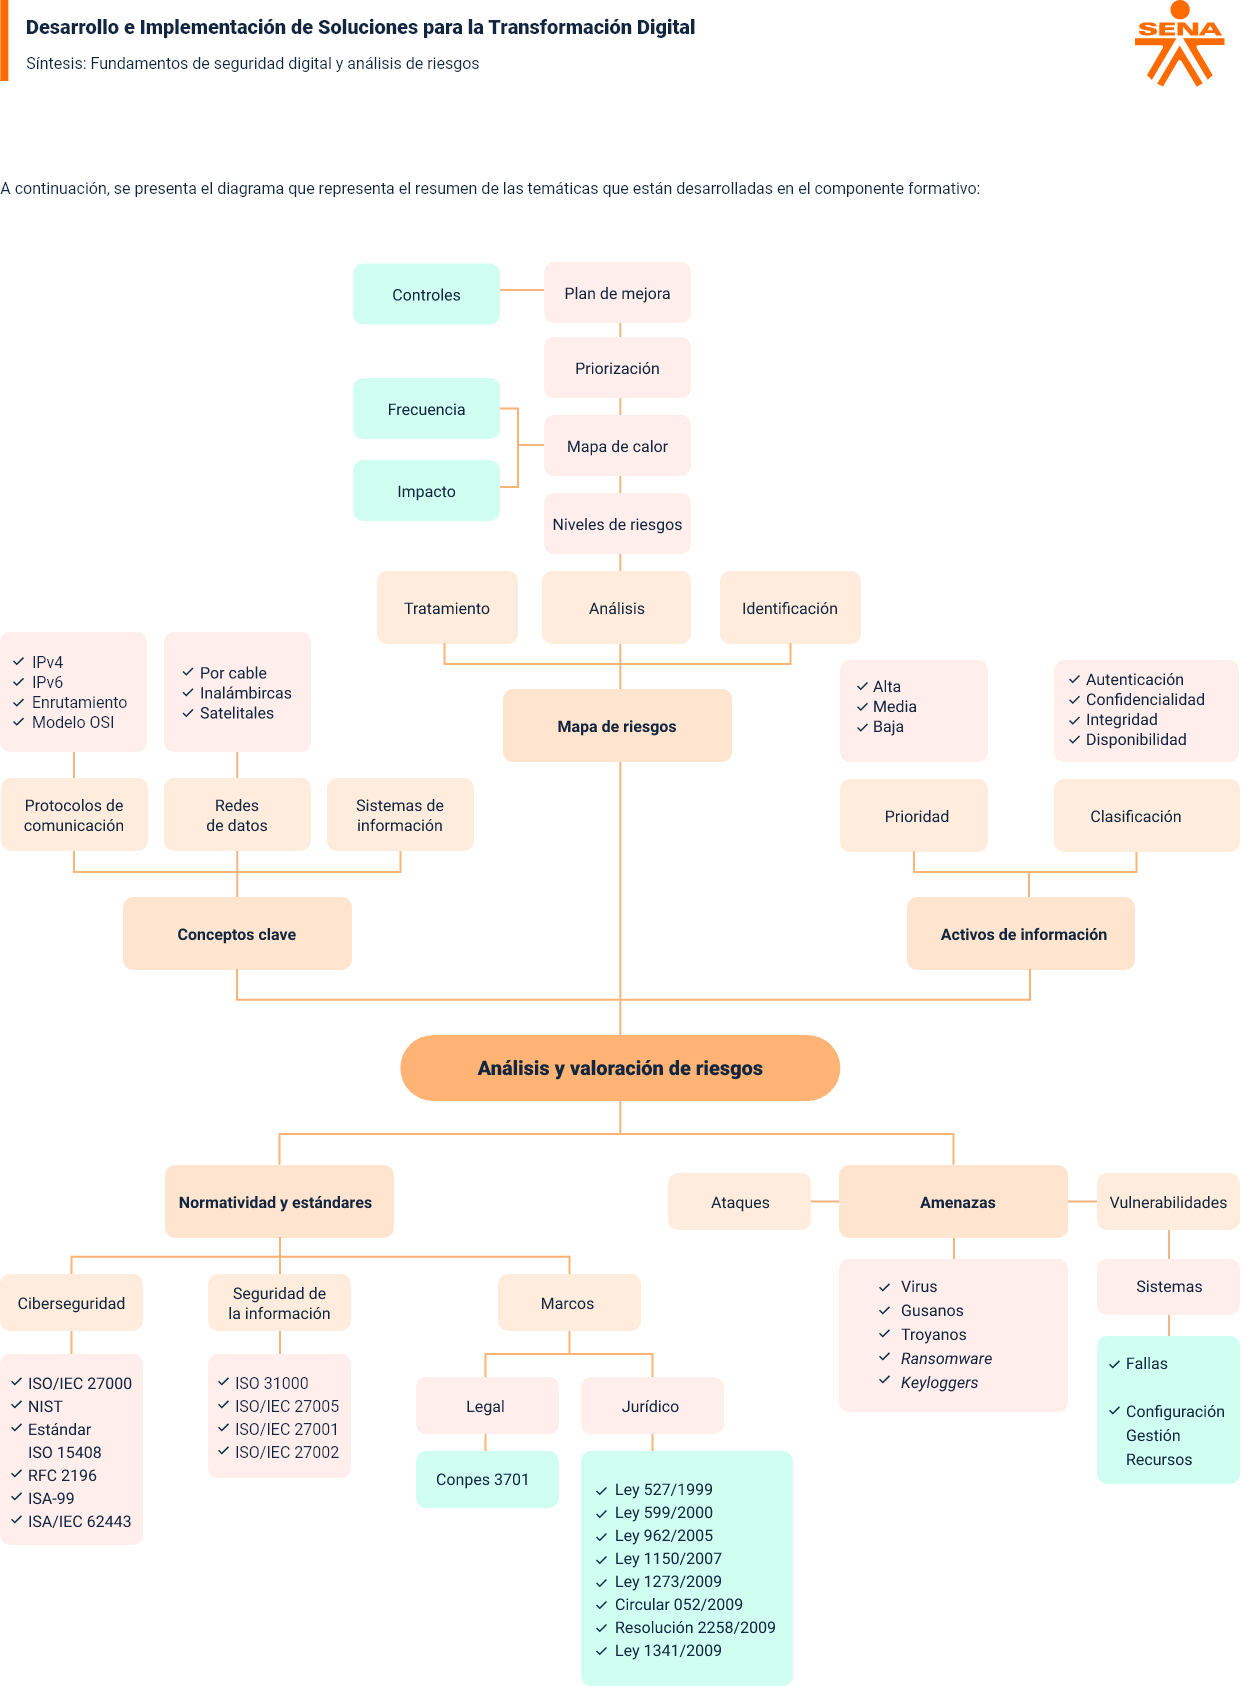 Desarrollo e Implementación de Soluciones para la Transformación Digital
Síntesis: Fundamentos de seguridad digital y análisis de riesgos
SENA
A continuación, se presenta el diagrama que representa el resumen de las temáticas que están desarrolladas en el componente formativo:
Controles
Plan de mejora
Priorización
Frecuencia
Mapa de calor
Impacto
Niveles de riesgos
Tratamiento
Análisis
Identificación
IPv4
IPv6
Enrutamiento
Modelo OSI
Por cable
Inalámbircas
Satelitales
Mapa de riesgos
Alta
Media
Baja
Autenticación
Confidencialidad
Integridad
Disponibilidad
Protocolos de
comunicación
Redes
de datos
Sistemas de
información
Prioridad
Clasificación
Conceptos clave
Activos de información
Análisis y valoración de riesgos
Normatividad y estándares
Ataques
Amenazas
Vulnerabilidades
Ciberseguridad
Seguridad de
la información
Marcos
Virus
Gusanos
Troyanos
Ransomware
Keyloggers
Sistemas
Fallas
Configuración
Gestión
Recursos
ISO/IEC 27000
NIST
Estándar
ISO 15408
RFC 2196
ISA-99
ISA/IEC 62443
ISO 31000
ISO/IEC 27005
ISO/IEC 27001
ISO/IEC 27002
Legal
Jurídico
Conpes 3701
Ley 527/1999
Ley 599/2000
Ley 962/2005
Ley 1150/2007
Ley 1273/2009
Circular 052/2009
Resolución 2258/2009
Ley 1341/2009